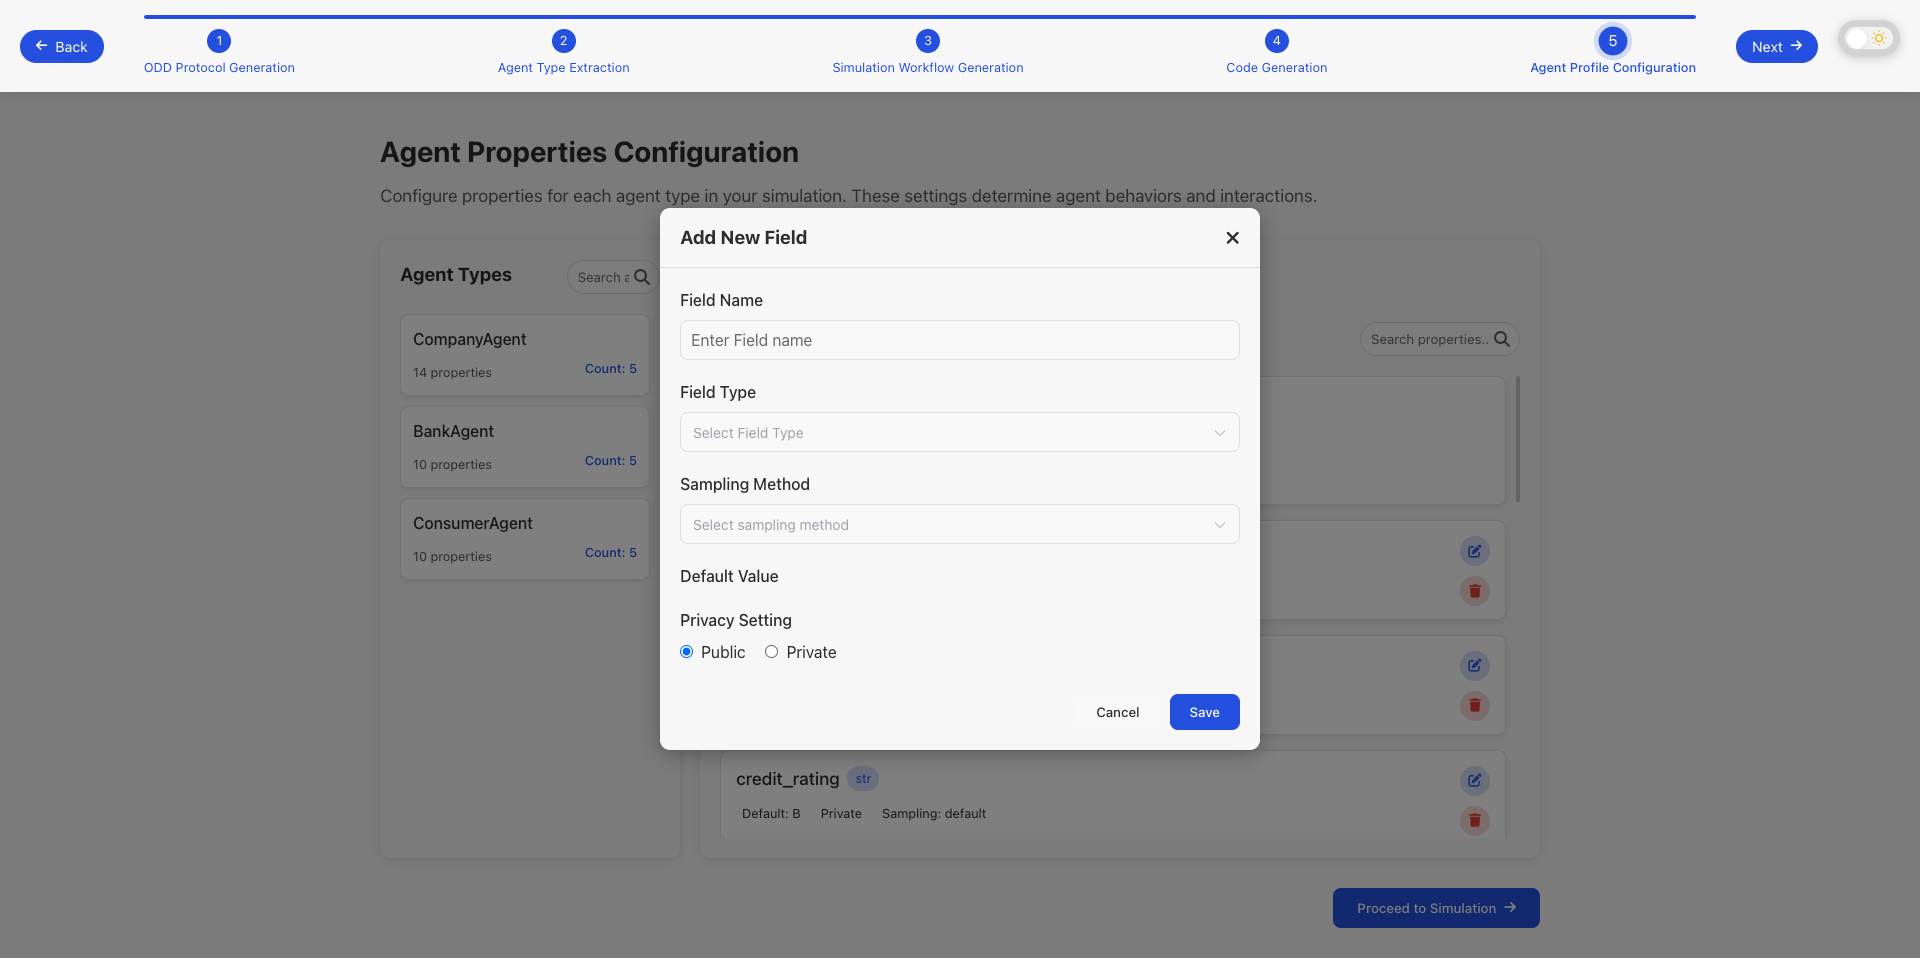 Back
1
ODD Protocol Generation
2
Agent Type Extraction
3
Simulation Workflow Generation
4
Code Generation
5
Agent Profile Configuration
Next
Agent Properties Configuration
Configure properties for each agent type in your simulation. These settings determine agent behaviors and interactions.
Agent Types
Search a
CompanyAgent
14 properties
Count: 5
BankAgent
10 properties
Count: 5
ConsumerAgent
10 properties
Count: 5
Search properties..
Add New Field
Field Name
Enter Field name
Field Type
Select Field Type
Sampling Method
Select sampling method
Default Value
Privacy Setting
Public Private
Cancel Save
credit_rating str
Default: B Private Sampling: default
Proceed to Simulation